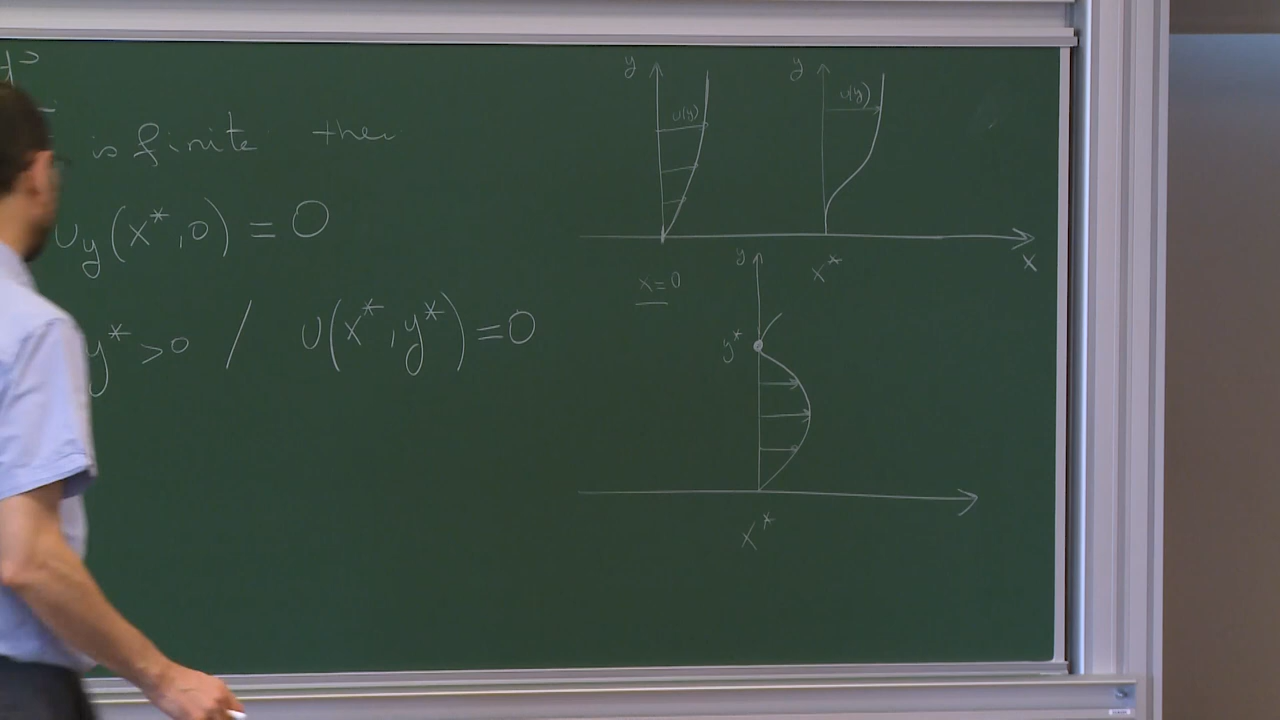 is finite then
u_y(x*,0) = 0
y* >0 / u(x*,y*) = 0
y y
u(y) u(y)
x* x
x=0
y
y*
x*